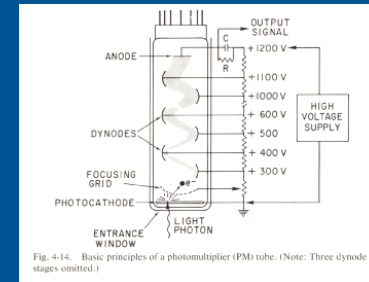 OUTPUT
SIGNAL
C
+1200 V
ANODE
R
+1100 V
+1000 V
HIGH
VOLTAGE
SUPPLY
+ 600 V
DYNODES
+ 500
+ 400 V
+ 300 V
FOCUSING
GRID
e-
PHOTOCATHODE
LIGHT
PHOTON
ENTRANCE
WINDOW
Fig. 4-14. Basic principles of a photomultiplier (PM) tube. (Note: Three dynode
stages omitted.)